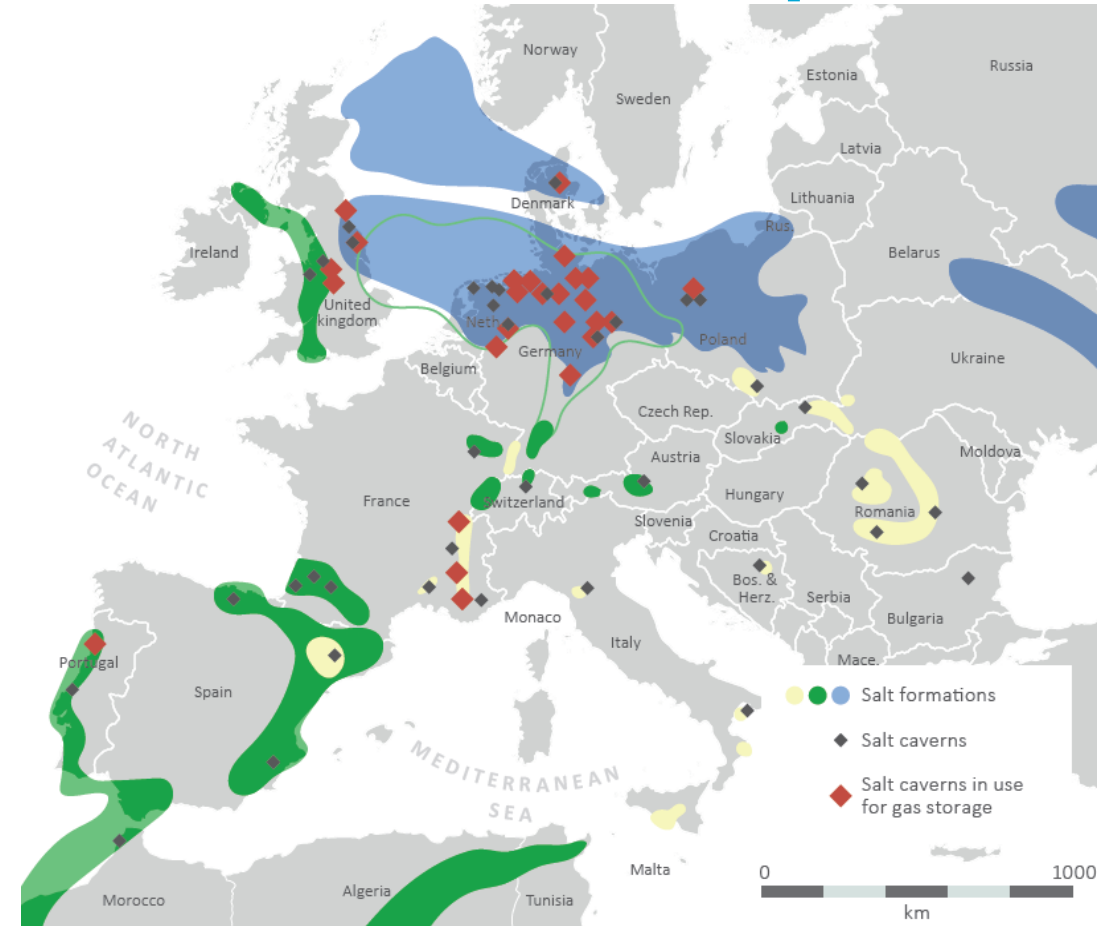 Norway
Russia
Estonia
Sweden
Latvia
Lithuania
Denmark
Rus.
Ireland
Belarus
United
kingdom
Neth.
Poland
Germany
Belgium
Ukraine
Czech Rep.
NORTH
ATLANTIC
OCEAN
Slovakia
Moldova
Austria
France
Switzerland
Hungary
Romania
Slovenia
Croatia
Bos. &
Herz.
Serbia
Monaco
Bulgaria
Italy
Portugal
Mace.
Spain
Salt formations
Salt caverns
MEDITERRANEAN
SEA
Salt caverns in use
for gas storage
Malta
0
1000
km
Algeria
Morocco
Tunisia